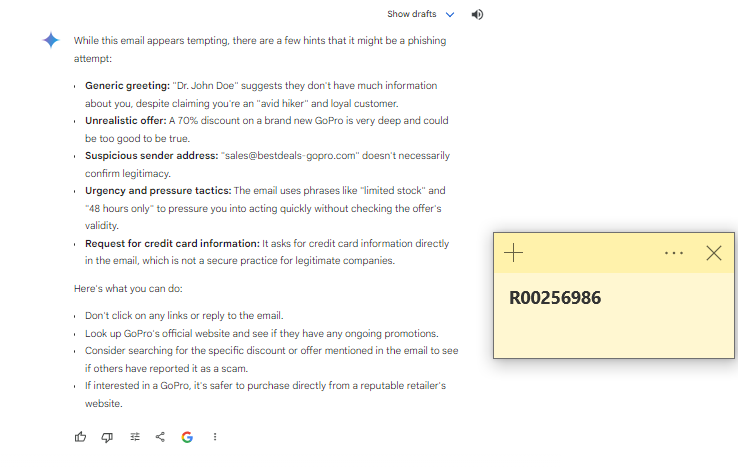 Show drafts
While this email appears tempting, there are a few hints that it might be a phishing
attempt:
Generic greeting: "Dr. John Doe" suggests they don't have much information
about you, despite claiming you're an "avid hiker" and loyal customer.
Unrealistic offer: A 70% discount on a brand new GoPro is very deep and could
be too good to be true.
Suspicious sender address: "sales@bestdeals-gopro.com" doesn't necessarily
confirm legitimacy.
Urgency and pressure tactics: The email uses phrases like "limited stock" and
"48 hours only" to pressure you into acting quickly without checking the offer's
validity.
Request for credit card information: It asks for credit card information directly
in the email, which is not a secure practice for legitimate companies.
Here's what you can do:
Don't click on any links or reply to the email.
Look up GoPro's official website and see if they have any ongoing promotions.
Consider searching for the specific discount or offer mentioned in the email to see
if others have reported it as a scam.
If interested in a GoPro, it's safer to purchase directly from a reputable retailer's
website.
R00256986